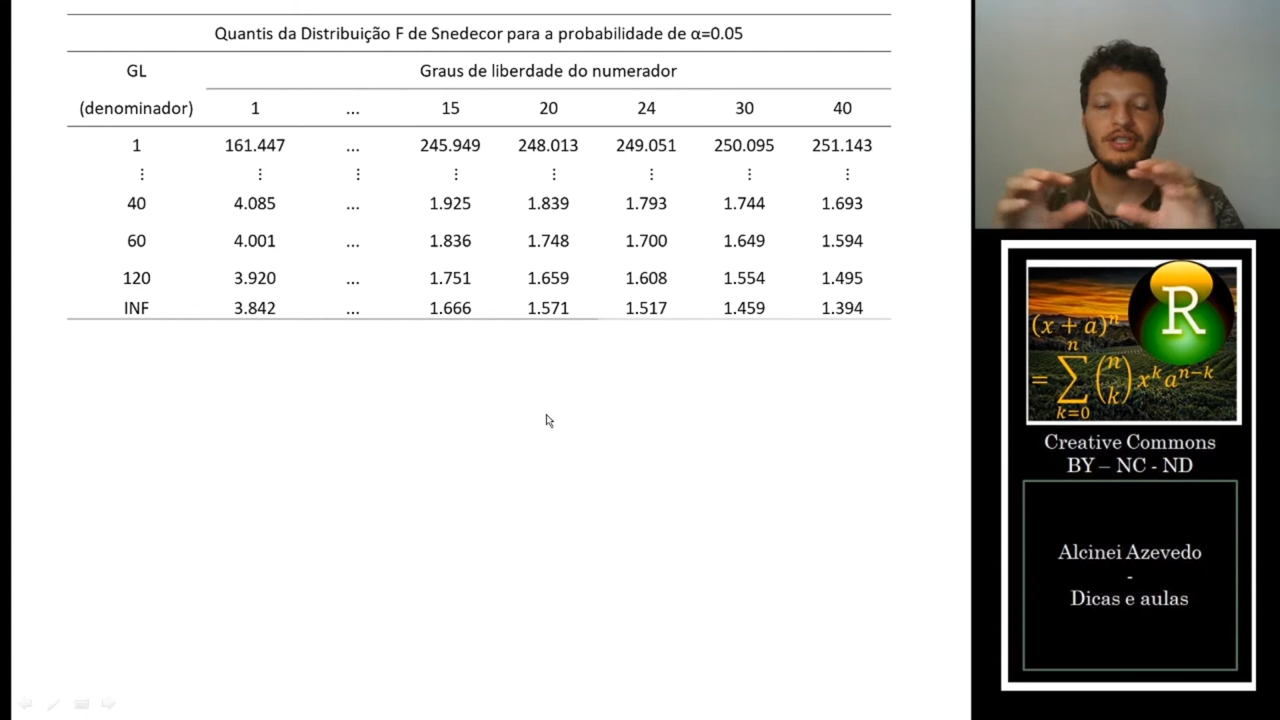 Quantis da Distribuição F de Snedecor para a probabilidade de α=0.05
GL Graus de liberdade do numerador
(denominador) 1 ... 15 20 24 30 40
1 161.447 ... 245.949 248.013 249.051 250.095 251.143
⋮ ⋮ ⋮ ⋮ ⋮ ⋮ ⋮ ⋮
40 4.085 ... 1.925 1.839 1.793 1.744 1.693
60 4.001 ... 1.836 1.748 1.700 1.649 1.594
120 3.920 ... 1.751 1.659 1.608 1.554 1.495
INF 3.842 ... 1.666 1.571 1.517 1.459 1.394
R
(x + a)ⁿ
n
= ∑ (n k) xᵏaⁿ⁻ᵏ
k=0
Creative Commons
BY – NC - ND
Alcinei Azevedo
-
Dicas e aulas